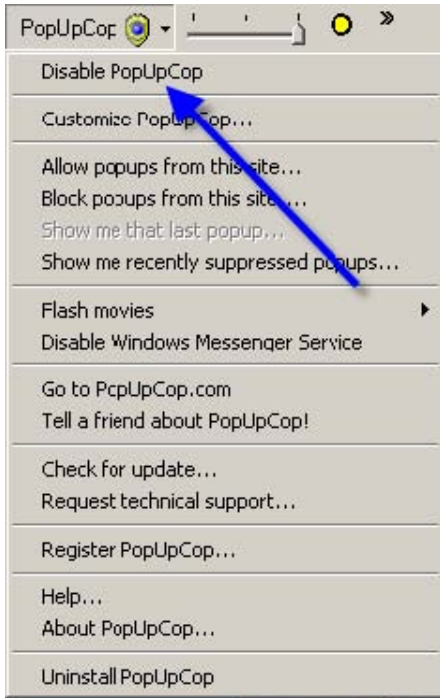 PopUpCop
Disable PopUpCop
Customize PopUpCop...
Allow popups from this site...
Block popups from this site...
Show me that last popup...
Show me recently suppressed popups...
Flash movies
Disable Windows Messenger Service
Go to PopUpCop.com
Tell a friend about PopUpCop!
Check for update...
Request technical support...
Register PopUpCop...
Help...
About PopUpCop...
Uninstall PopUpCop